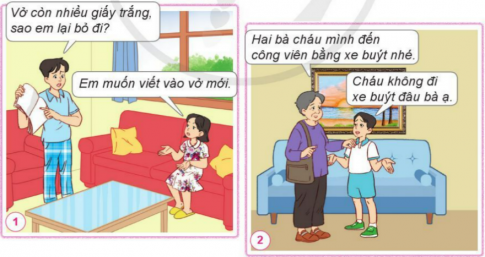 Vở còn nhiều giấy trắng,
sao em lại bỏ đi?
Em muốn viết vào vở mới.
1
Hai bà cháu mình đến
công viên bằng xe buýt nhé.
Cháu không đi
xe buýt đâu bà ạ.
2